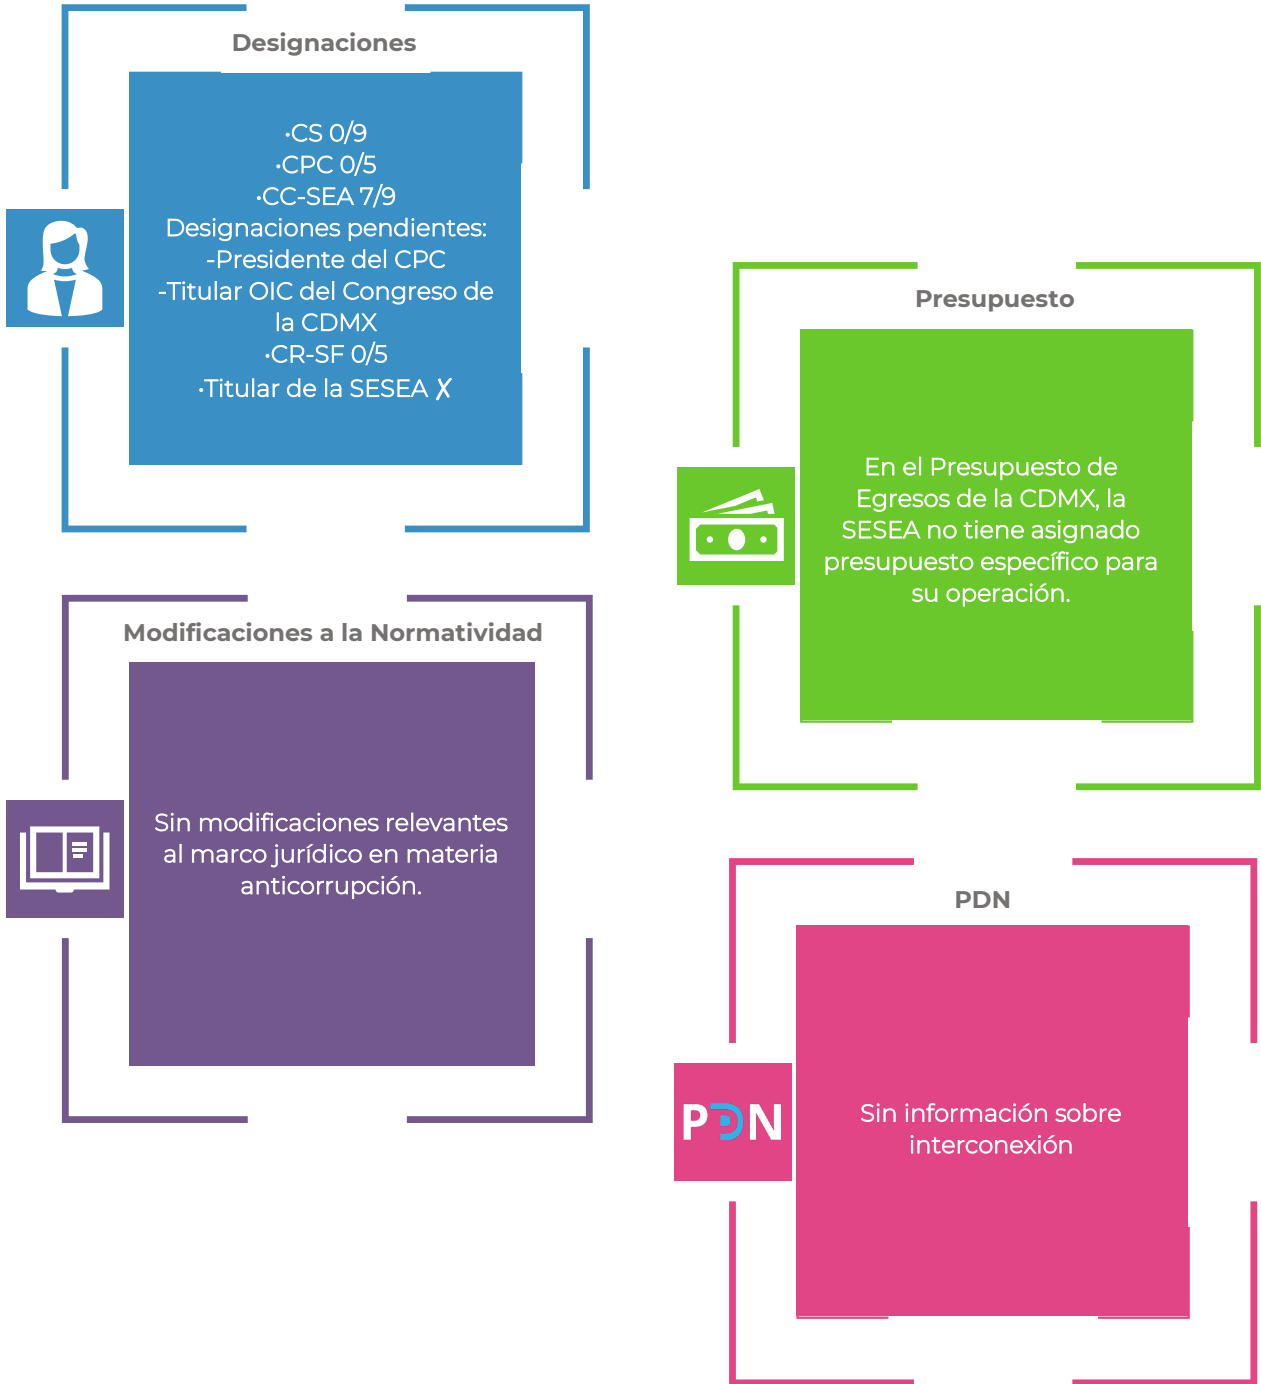 Designaciones
•CS 0/9
•CPC 0/5
•CC-SEA 7/9
Designaciones pendientes:
-Presidente del CPC
-Titular OIC del Congreso de
la CDMX
•CR-SF 0/5
•Titular de la SESEA ✗
Presupuesto
En el Presupuesto de
Egresos de la CDMX, la
SESEA no tiene asignado
presupuesto específico para
su operación.
Modificaciones a la Normatividad
Sin modificaciones relevantes
al marco jurídico en materia
anticorrupción.
PDN
PDN
Sin información sobre
interconexión